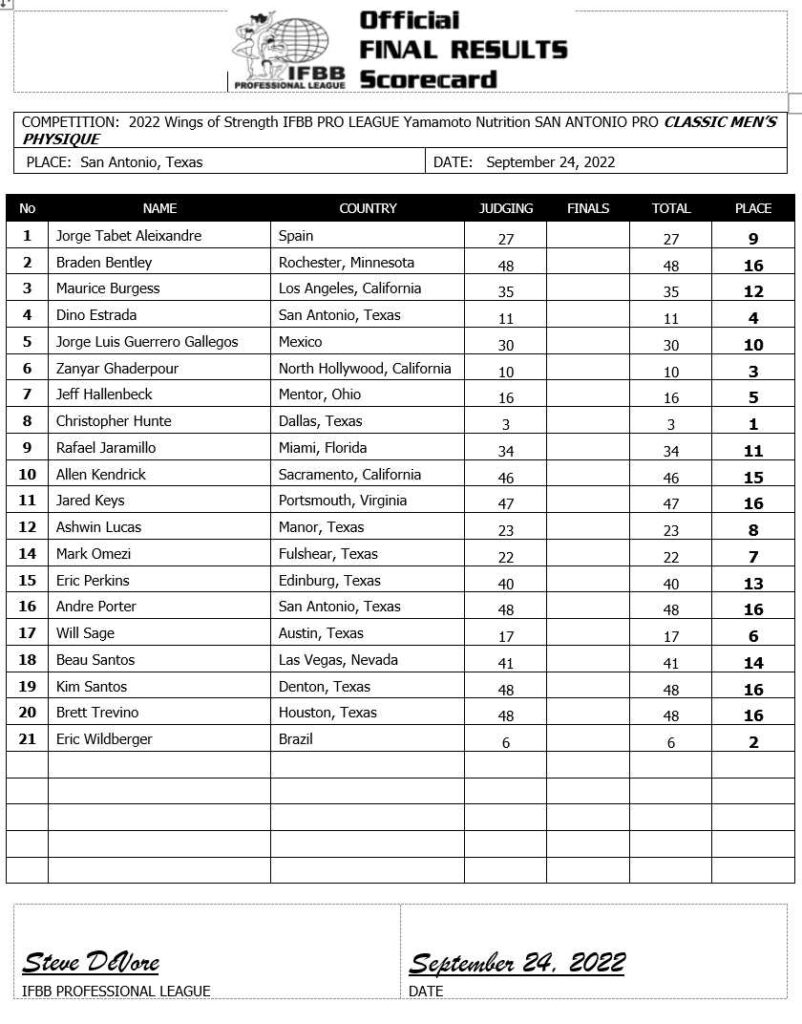 Official
FINAL RESULTS
Scorecard
IFBB
PROFESSIONAL LEAGUE
COMPETITION: 2022 Wings of Strength IFBB PRO LEAGUE Yamamoto Nutrition SAN ANTONIO PRO CLASSIC MEN'S
PHYSIQUE
PLACE: San Antonio, Texas DATE: September 24, 2022
No NAME COUNTRY JUDGING FINALS TOTAL PLACE
1 Jorge Tabet Aleixandre Spain 27 27 9
2 Braden Bentley Rochester, Minnesota 48 48 16
3 Maurice Burgess Los Angeles, California 35 35 12
4 Dino Estrada San Antonio, Texas 11 11 4
5 Jorge Luis Guerrero Gallegos Mexico 30 30 10
6 Zanyar Ghaderpour North Hollywood, California 10 10 3
7 Jeff Hallenbeck Mentor, Ohio 16 16 5
8 Christopher Hunte Dallas, Texas 3 3 1
9 Rafael Jaramillo Miami, Florida 34 34 11
10 Allen Kendrick Sacramento, California 46 46 15
11 Jared Keys Portsmouth, Virginia 47 47 16
12 Ashwin Lucas Manor, Texas 23 23 8
14 Mark Omezi Fulshear, Texas 22 22 7
15 Eric Perkins Edinburg, Texas 40 40 13
16 Andre Porter San Antonio, Texas 48 48 16
17 Will Sage Austin, Texas 17 17 6
18 Beau Santos Las Vegas, Nevada 41 41 14
19 Kim Santos Denton, Texas 48 48 16
20 Brett Trevino Houston, Texas 48 48 16
21 Eric Wildberger Brazil 6 6 2
Steve DeVore September 24, 2022
IFBB PROFESSIONAL LEAGUE DATE